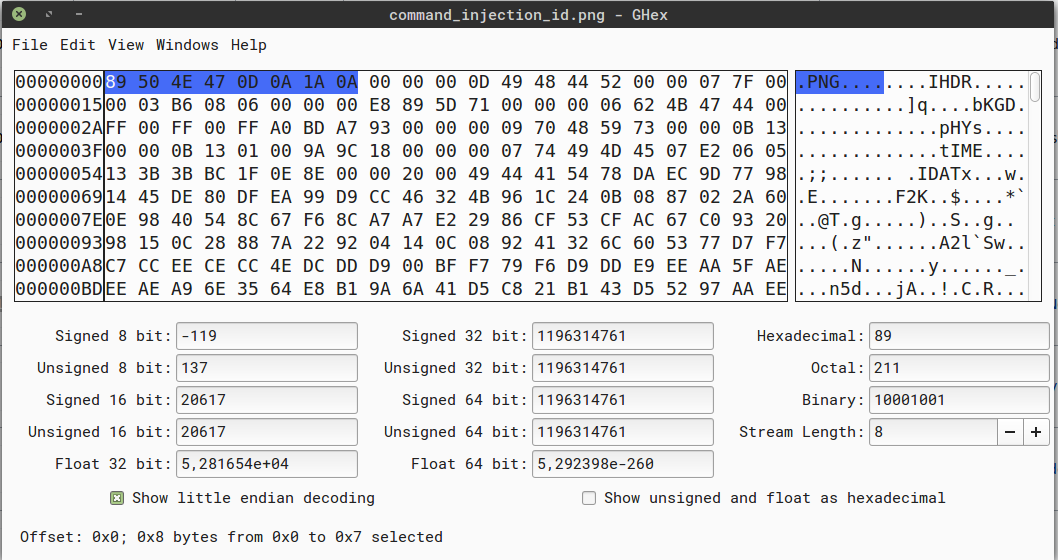 command_injection_id.png - GHex
File Edit View Windows Help
00000000 89 50 4E 47 0D 0A 1A 0A 00 00 00 0D 49 48 44 52 00 00 07 7F 00 .PNG........IHDR.....
00000015 00 03 B6 08 06 00 00 00 E8 89 5D 71 00 00 00 06 62 4B 47 44 00 ..........]q....bKGD.
0000002A FF 00 FF 00 FF A0 BD A7 93 00 00 00 09 70 48 59 73 00 00 0B 13 .............pHYs....
0000003F 00 00 0B 13 01 00 9A 9C 18 00 00 00 07 74 49 4D 45 07 E2 06 05 .............tIME....
00000054 13 3B 3B BC 1F 0E 8E 00 00 20 00 49 44 41 54 78 DA EC 9D 77 98 .;;...... .IDATx...w.
00000069 14 45 DE 80 DF EA 99 D9 CC 46 32 4B 96 1C 24 0B 08 87 02 2A 60 .E.......F2K..$....*`
0000007E 0E 98 40 54 8C 67 F6 8C A7 A7 E2 29 86 CF 53 CF AC 67 C0 93 20 ..@T.g.....)..S..g..
00000093 98 15 0C 28 88 7A 22 92 04 14 0C 08 92 41 32 6C 60 53 77 D7 F7 ...(.z"......A2l`Sw..
000000A8 C7 CC EE CE CC 4E DC DD D9 00 BF F7 79 F6 D9 DD E9 EE AA 5F AE .....N......y......_.
000000BD EE AE A9 6E 35 64 E8 B1 9A 6A 41 D5 C8 21 B1 43 D5 52 97 AA EE ...n5d...jA..!.C.R...
Signed 8 bit: -119 Signed 32 bit: 1196314761 Hexadecimal: 89
Unsigned 8 bit: 137 Unsigned 32 bit: 1196314761 Octal: 211
Signed 16 bit: 20617 Signed 64 bit: 1196314761 Binary: 10001001
Unsigned 16 bit: 20617 Unsigned 64 bit: 1196314761 Stream Length: 8 − +
Float 32 bit: 5,281654e+04 Float 64 bit: 5,292398e-260
Show little endian decoding Show unsigned and float as hexadecimal
Offset: 0x0; 0x8 bytes from 0x0 to 0x7 selected